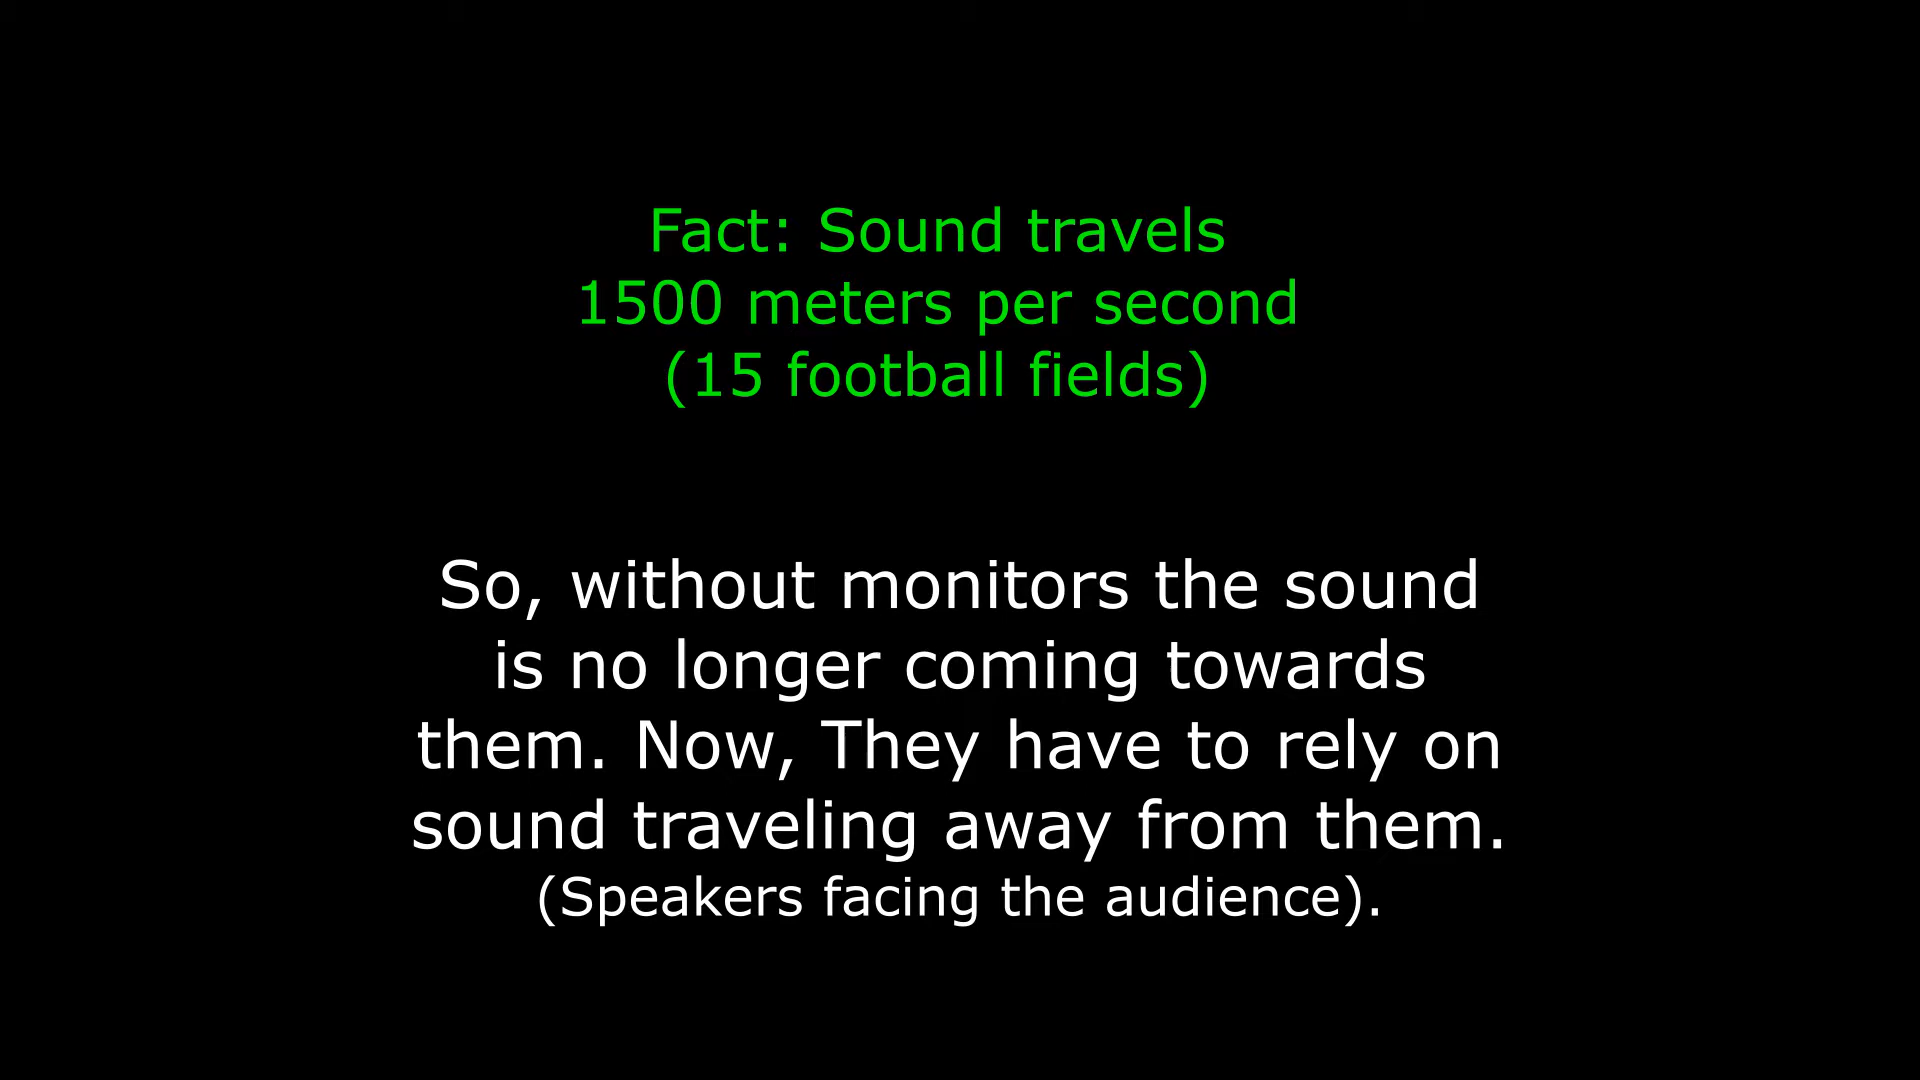 Fact: Sound travels
1500 meters per second
(15 football fields)
So, without monitors the sound
is no longer coming towards
them. Now, They have to rely on
sound traveling away from them.
(Speakers facing the audience).